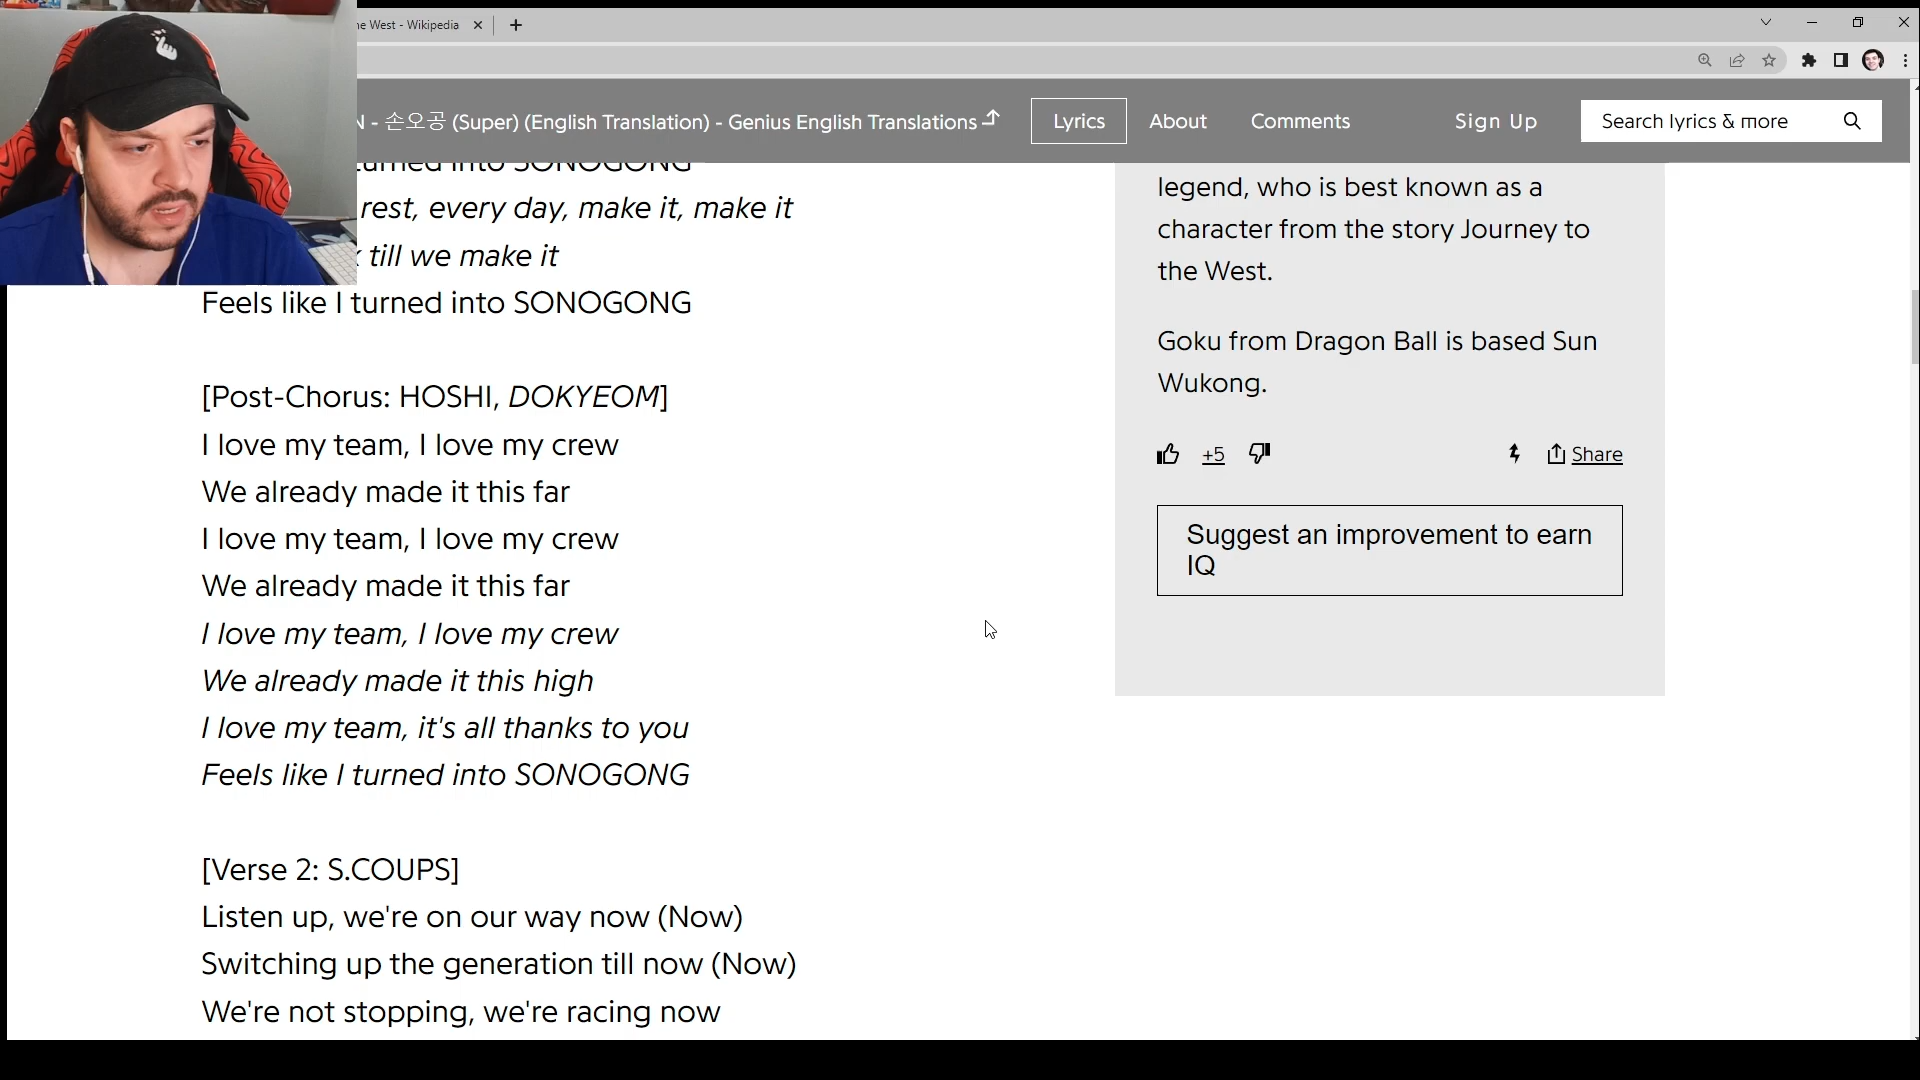 he West - Wikipedia
N - 손오공 (Super) (English Translation) - Genius English Translations
Lyrics
About
Comments
Sign Up
Search lyrics & more
turned into SONOGONG
rest, every day, make it, make it
till we make it
Feels like I turned into SONOGONG
[Post-Chorus: HOSHI, DOKYEOM]
I love my team, I love my crew
We already made it this far
I love my team, I love my crew
We already made it this far
I love my team, I love my crew
We already made it this high
I love my team, it's all thanks to you
Feels like I turned into SONOGONG
[Verse 2: S.COUPS]
Listen up, we're on our way now (Now)
Switching up the generation till now (Now)
We're not stopping, we're racing now
legend, who is best known as a
character from the story Journey to
the West.
Goku from Dragon Ball is based Sun
Wukong.
+5
Share
Suggest an improvement to earn
IQ